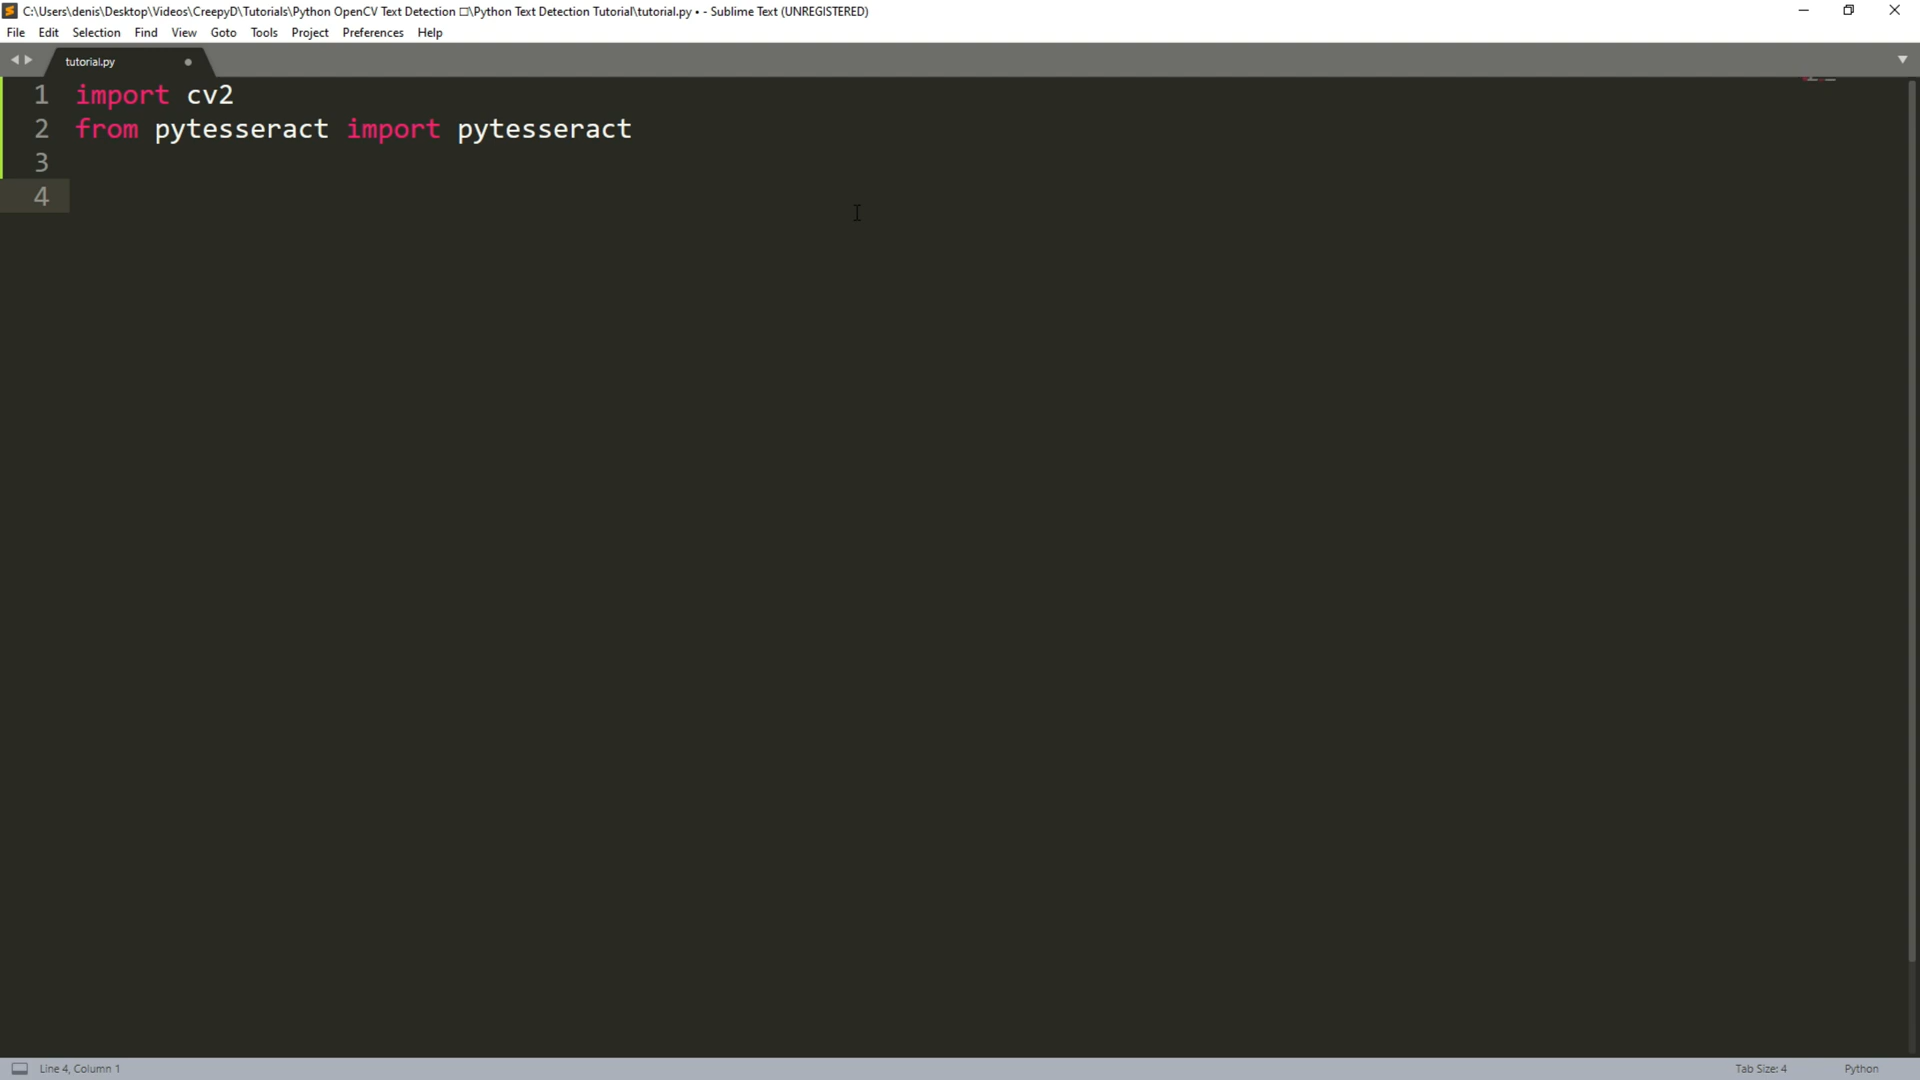 C:\Users\denis\Desktop\Videos\CreepyD\Tutorials\Python OpenCV Text Detection □\Python Text Detection Tutorial\tutorial.py • - Sublime Text (UNREGISTERED)
File Edit Selection Find View Goto Tools Project Preferences Help
tutorial.py
1 import cv2
2 from pytesseract import pytesseract
3
4
Line 4, Column 1 Tab Size: 4 Python